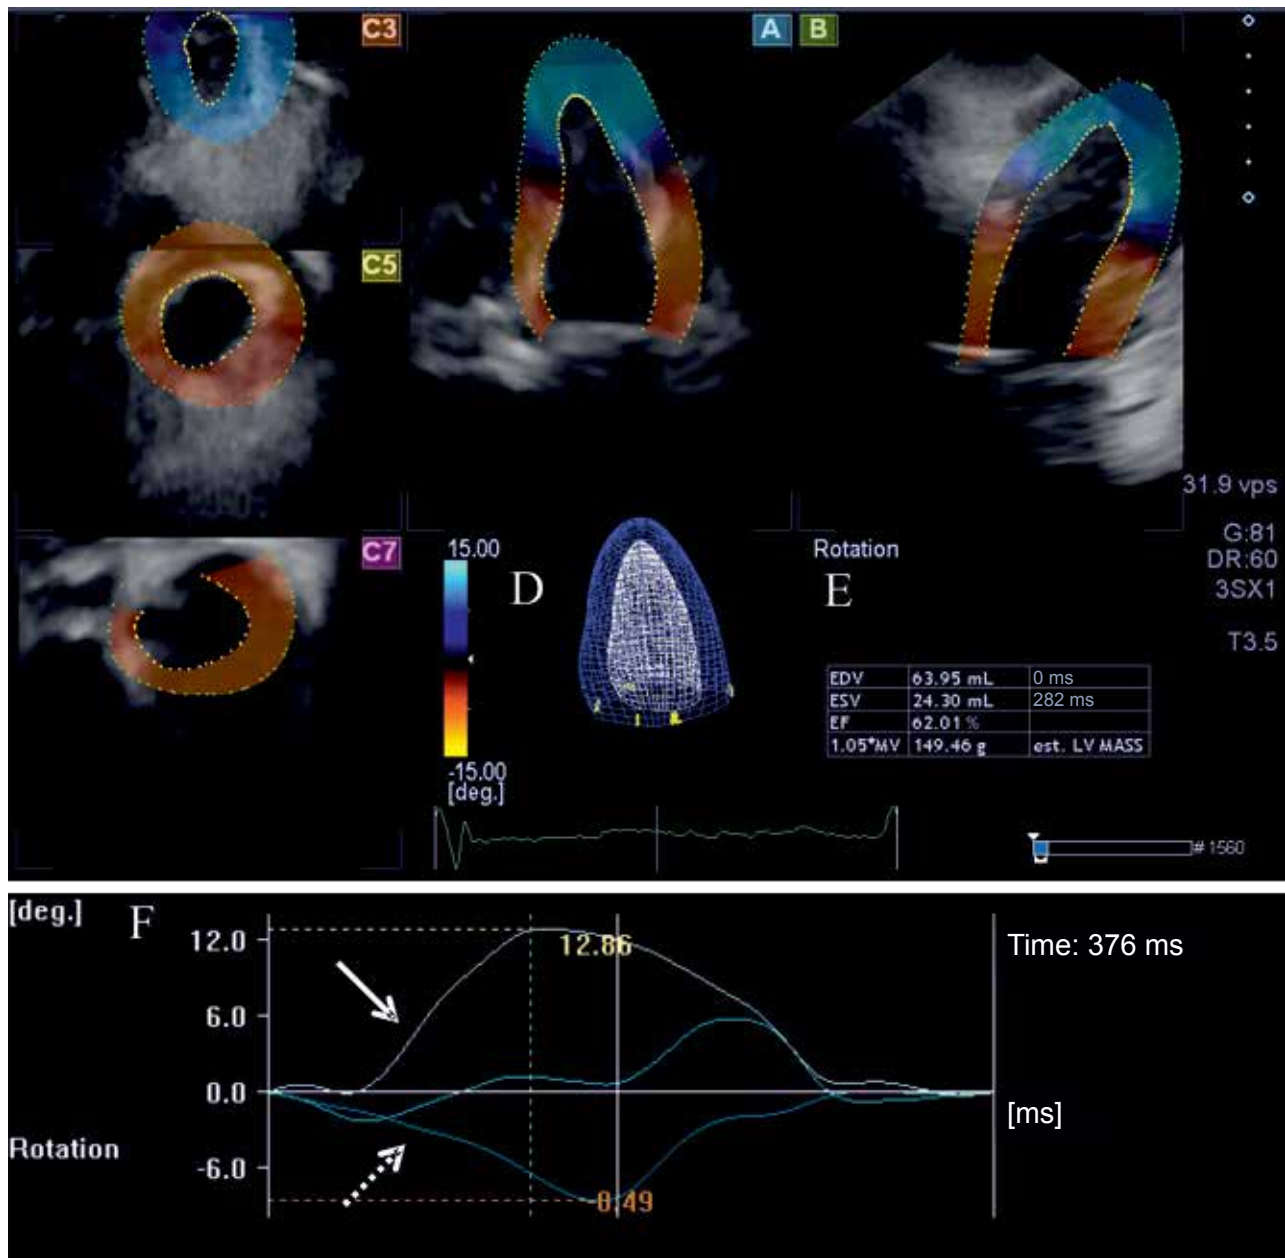 C3
A
B
C5
31.9 vps
G:81
DR:60
3SX1
T3.5
C7
15.00
D
-15.00
[deg.]
Rotation
E
EDV 63.95 mL 0 ms
ESV 24.30 mL 282 ms
EF 62.01 %
1.05*MV 149.46 g est. LV MASS
# 1560
[deg.]
F
12.0
12.86
Time: 376 ms
6.0
0.0
[ms]
Rotation
-6.0